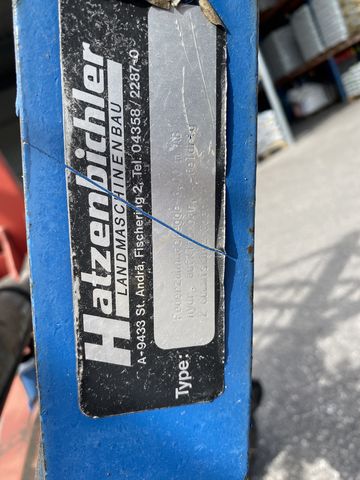 Hatzenbichler
LANDMASCHINENBAU
A-9433 St. Andrä, Fischering 2, Tel. 04358/2287-0
Type: